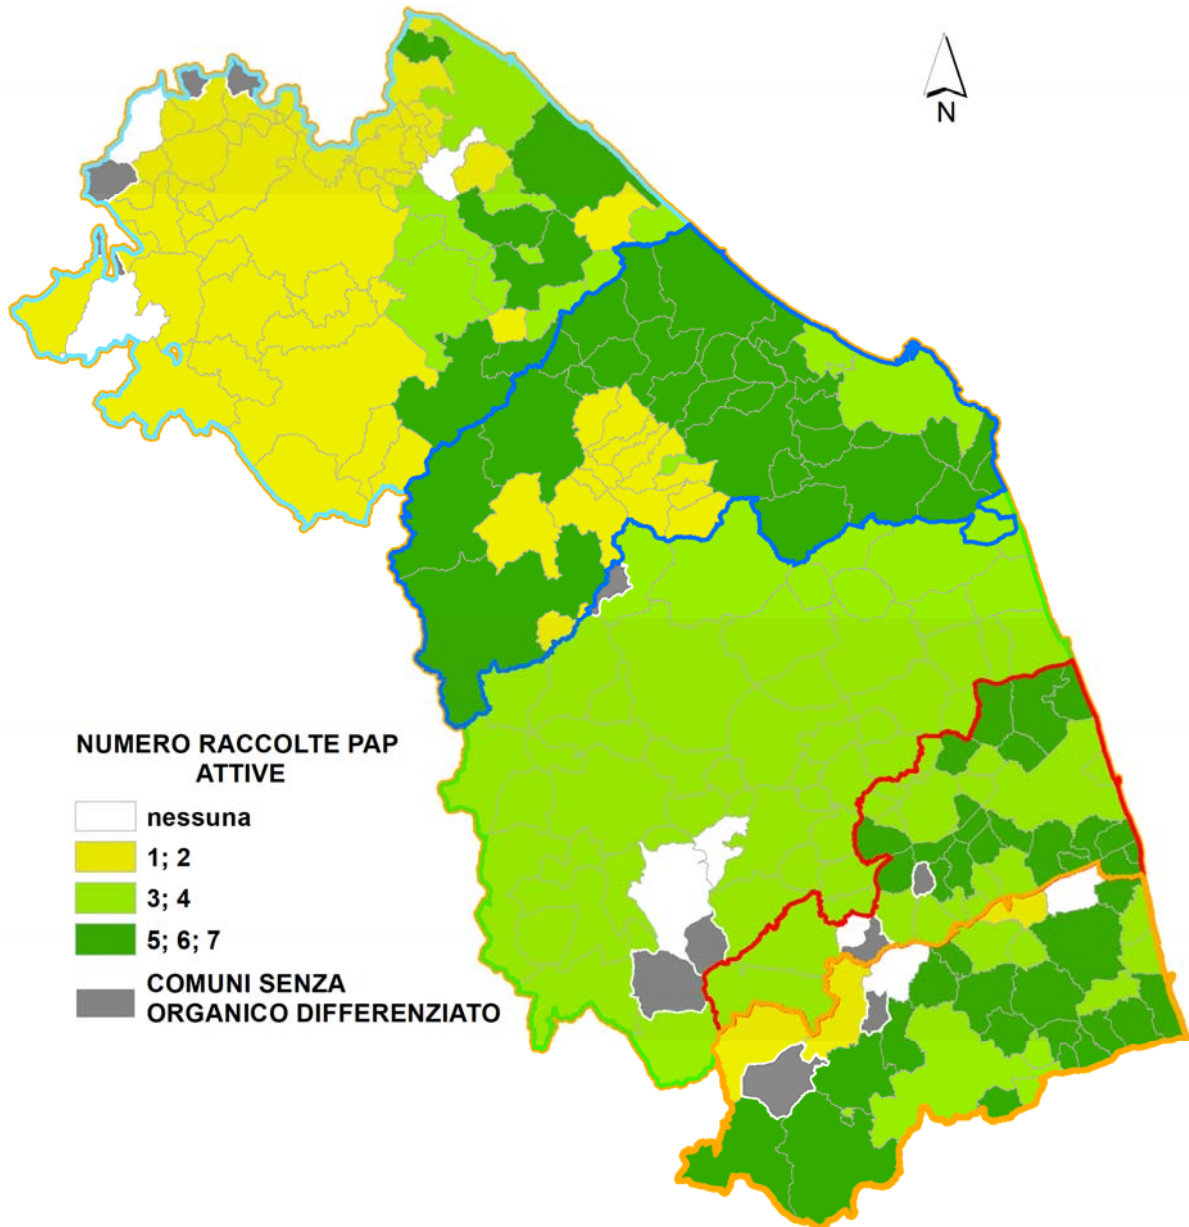 N
NUMERO RACCOLTE PAP
ATTIVE
nessuna
1; 2
3; 4
5; 6; 7
COMUNI SENZA
ORGANICO DIFFERENZIATO